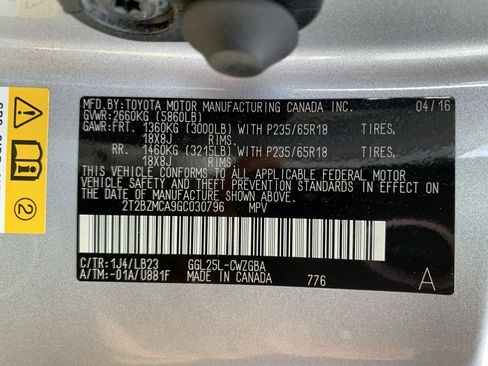 MFD.BY:TOYOTA MOTOR MANUFACTURING CANADA INC. 04/16
GVWR:2660KG (5860LB)
GAWR:FRT. 1360KG (3000LB) WITH P235/65R18 TIRES,
18X8J RIMS.
RR. 1460KG (3215LB) WITH P235/65R18 TIRES,
18X8J RIMS.
THIS VEHICLE CONFORMS TO ALL APPLICABLE FEDERAL MOTOR
VEHICLE SAFETY AND THEFT PREVENTION STANDARDS IN
EFFECT ON THE DATE OF MANUFACTURE SHOWN ABOVE.
2T2BZMCA9GC030796 MPV
C/TR:1J4/LB23 GGL25L-CWZGBA
A/TM:-01A/U881F MADE IN CANADA 776 A
2